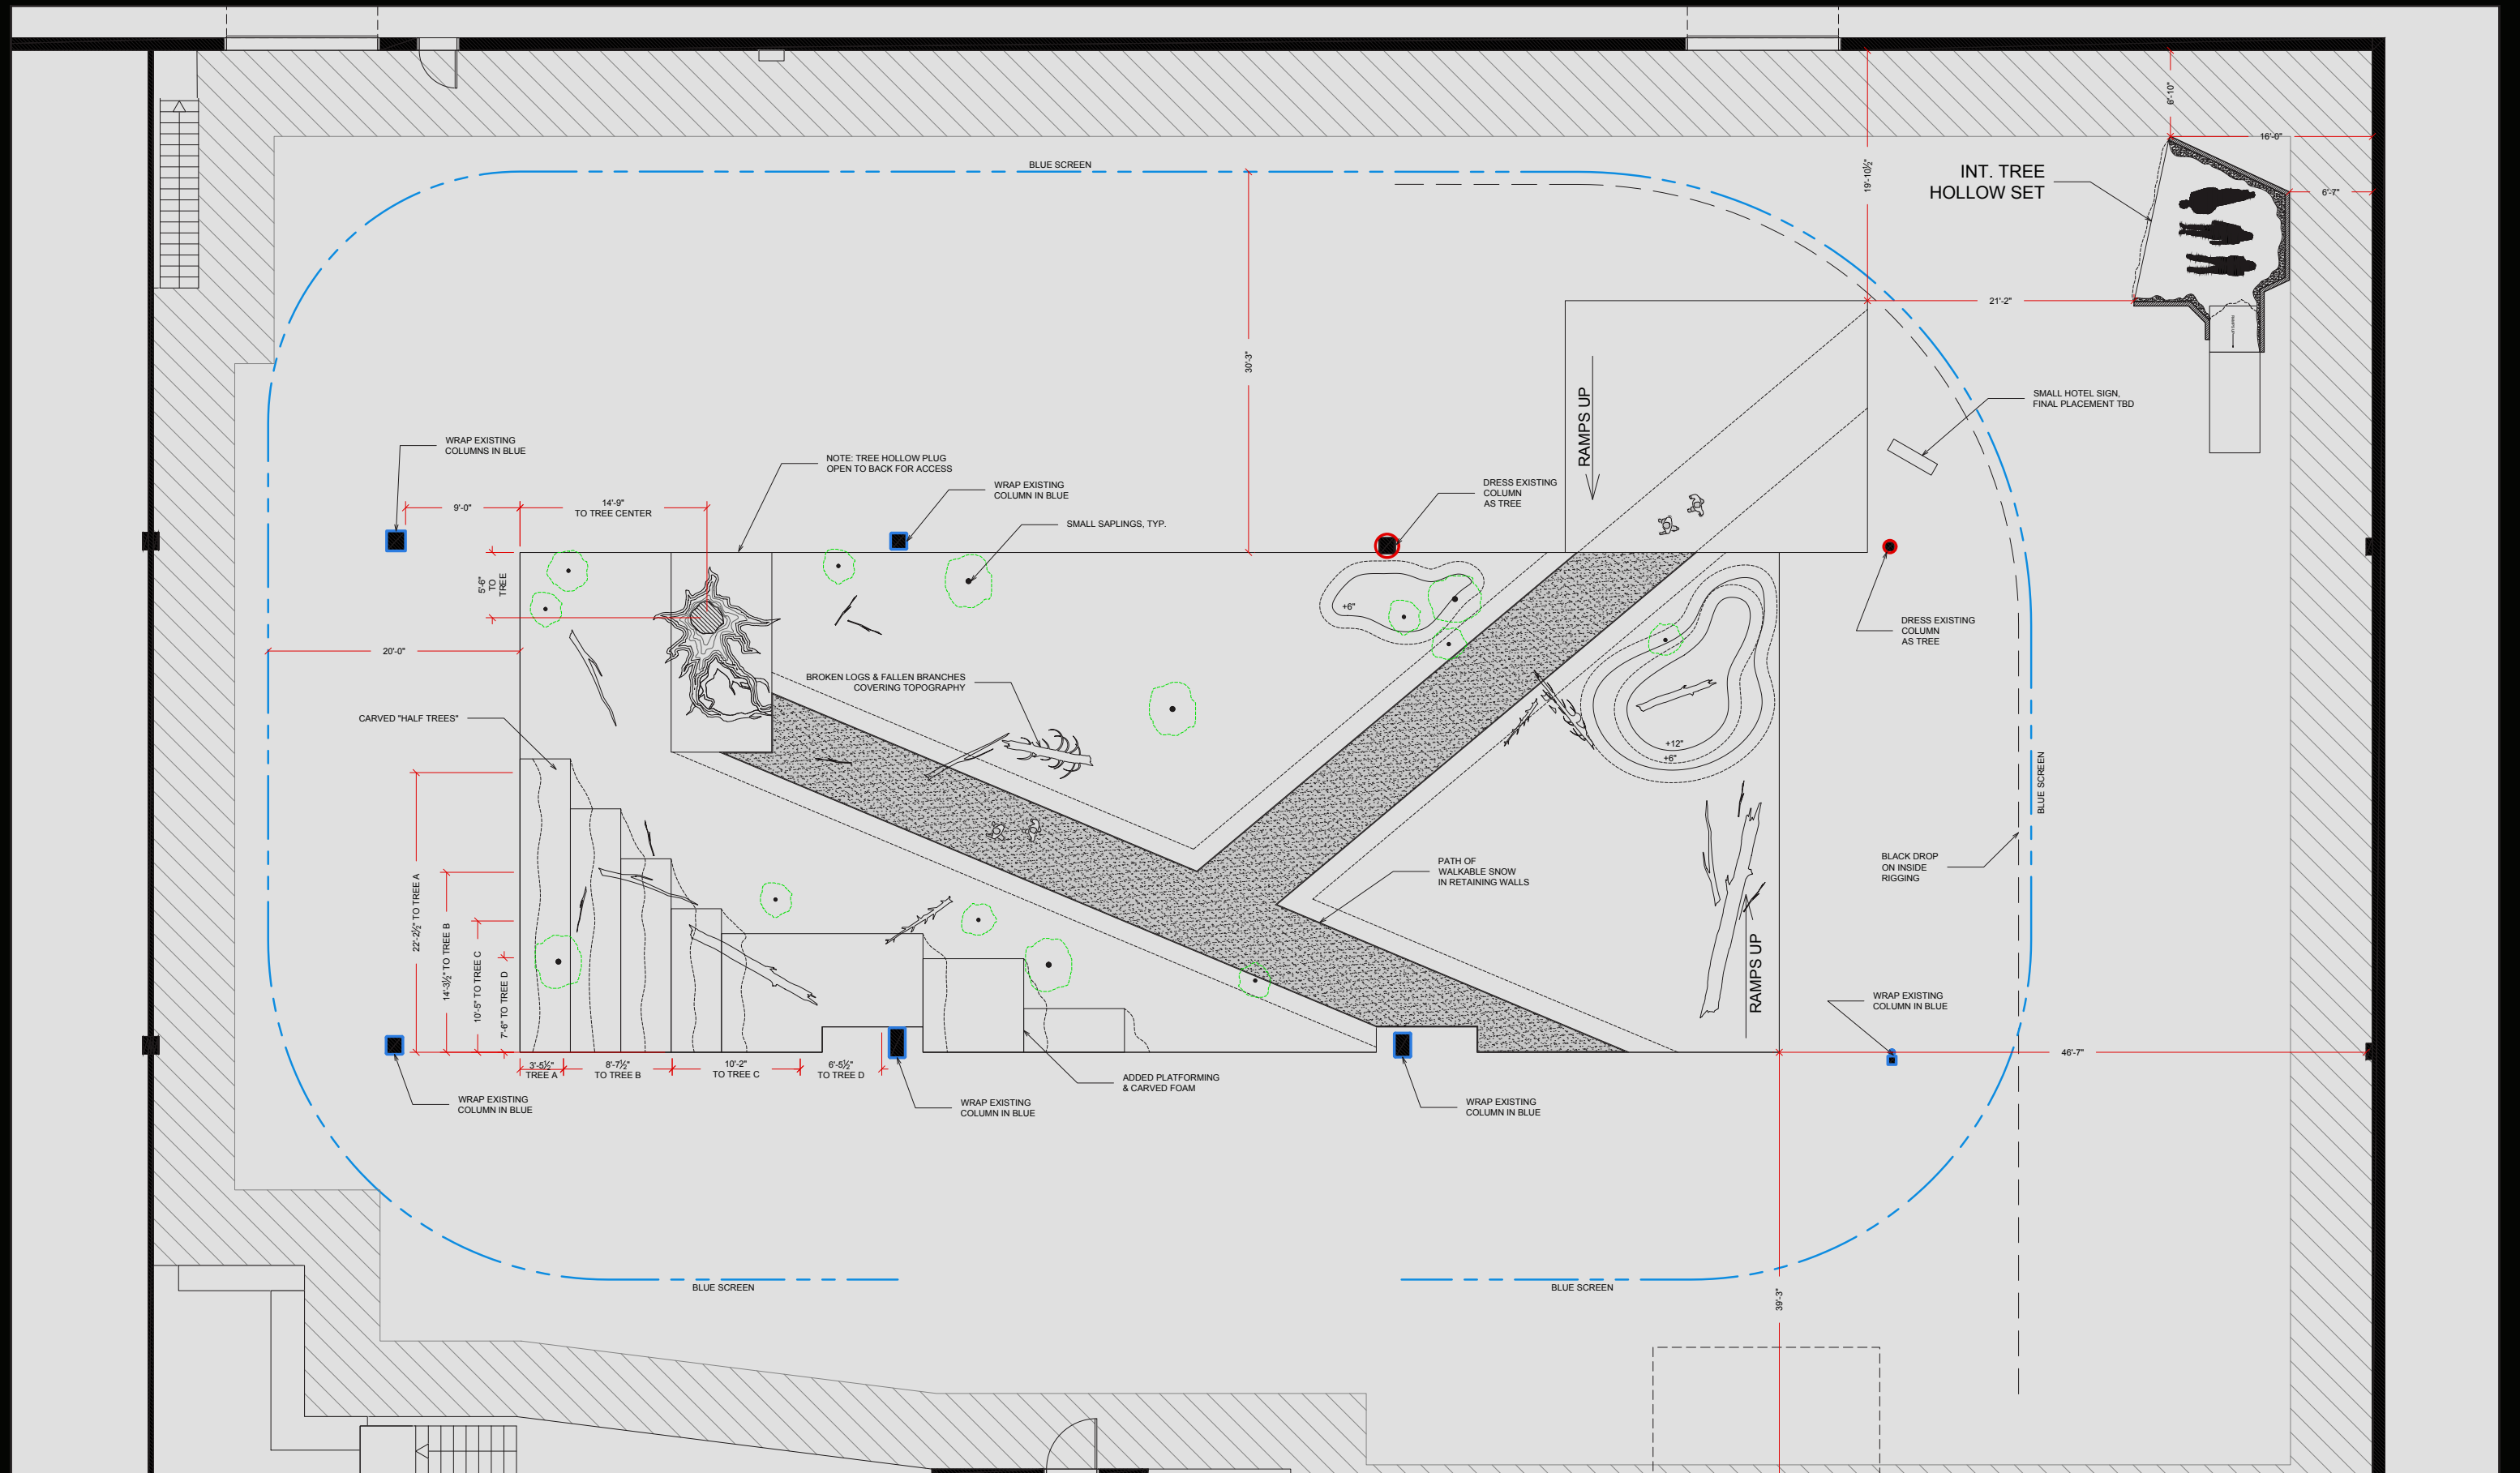 6'-10"
16'-0"
BLUE SCREEN
19'-10½"
INT. TREE
HOLLOW SET
6'-7"
21'-2"
30'-3"
RAMPS UP
SMALL HOTEL SIGN,
FINAL PLACEMENT TBD
WRAP EXISTING
COLUMNS IN BLUE
NOTE: TREE HOLLOW PLUG
OPEN TO BACK FOR ACCESS
WRAP EXISTING
COLUMN IN BLUE
DRESS EXISTING
COLUMN
AS TREE
9'-0"
14'-9"
TO TREE CENTER
SMALL SAPLINGS, TYP.
5'-6"
TO
TREE
+6"
DRESS EXISTING
COLUMN
AS TREE
20'-0"
BROKEN LOGS & FALLEN BRANCHES
COVERING TOPOGRAPHY
CARVED "HALF TREES"
+12"
+6"
BLUE SCREEN
PATH OF
WALKABLE SNOW
IN RETAINING WALLS
BLACK DROP
ON INSIDE
RIGGING
22'-2½" TO TREE A
14'-3½" TO TREE B
10'-5" TO TREE C
7'-6" TO TREE D
RAMPS UP
WRAP EXISTING
COLUMN IN BLUE
46'-7"
3'-5½"
TREE A
8'-7½"
TO TREE B
10'-2"
TO TREE C
6'-5½"
TO TREE D
ADDED PLATFORMING
& CARVED FOAM
WRAP EXISTING
COLUMN IN BLUE
WRAP EXISTING
COLUMN IN BLUE
WRAP EXISTING
COLUMN IN BLUE
BLUE SCREEN
BLUE SCREEN
39'-3"